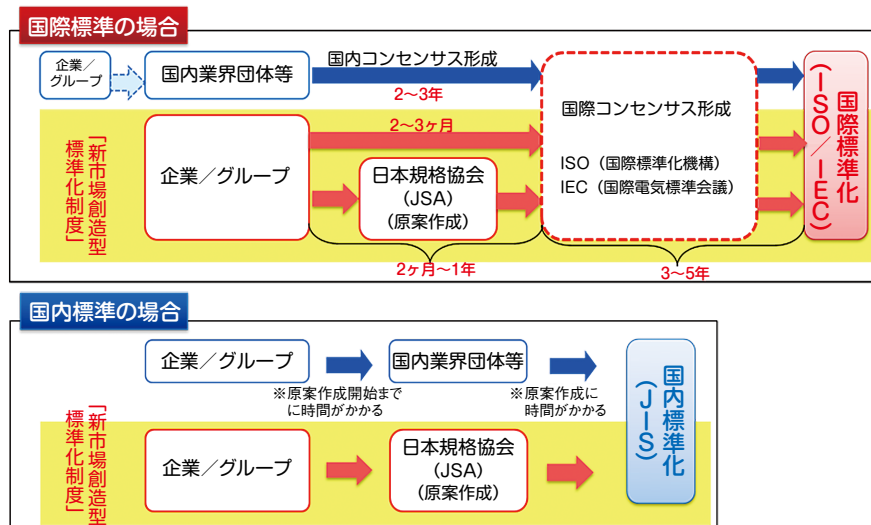 国際標準の場合
企業／
グループ
国内業界団体等
国内コンセンサス形成
2〜3年
「新市場創造型
標準化制度」
企業／グループ
2〜3ヶ月
日本規格協会
(JSA)
(原案作成)
2ヶ月〜1年
国際コンセンサス形成
ISO（国際標準化機構）
IEC（国際電気標準会議）
3〜5年
国際標準化
(ISO／IEC)
国内標準の場合
企業／グループ
※原案作成開始まで
に時間がかかる
国内業界団体等
※原案作成に
時間がかかる
「新市場創造型
標準化制度」
企業／グループ
日本規格協会
(JSA)
(原案作成)
国内標準化
(JIS)